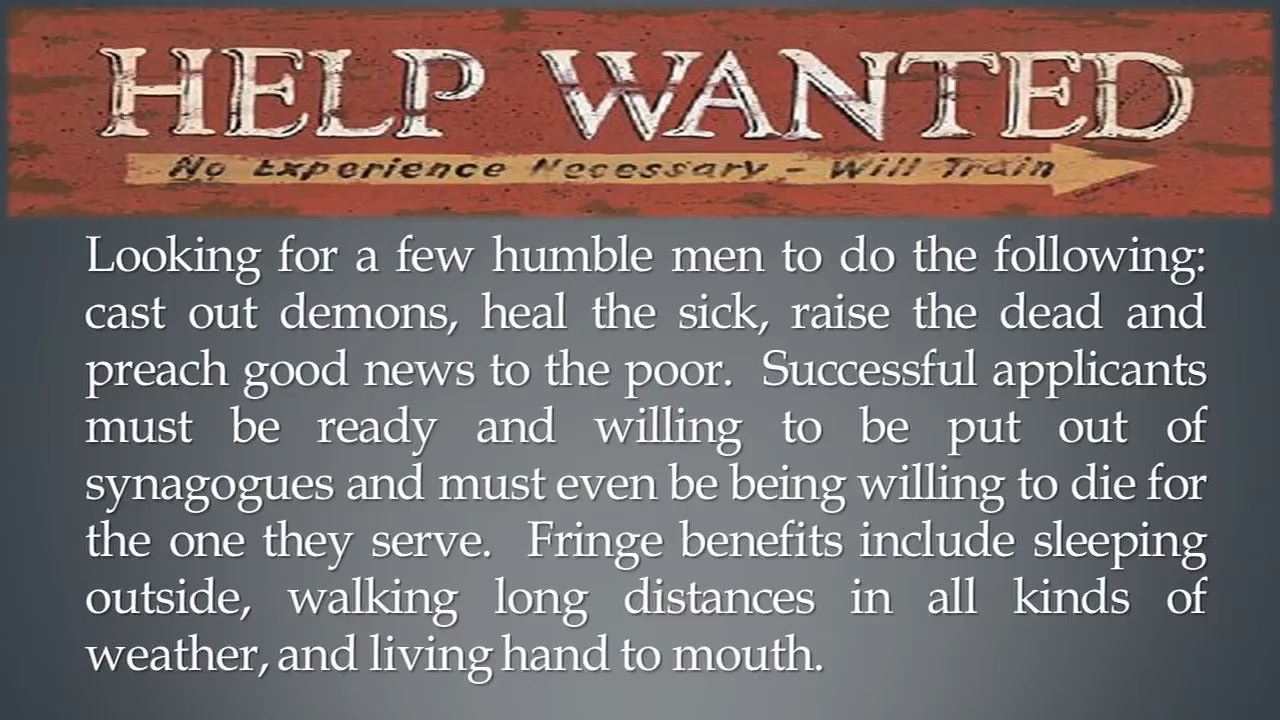 HELP WANTED
No Experience Necessary - Will Train
Looking for a few humble men to do the following:
cast out demons, heal the sick, raise the dead and
preach good news to the poor. Successful applicants
must be ready and willing to be put out of
synagogues and must even be being willing to die for
the one they serve. Fringe benefits include sleeping
outside, walking long distances in all kinds of
weather, and living hand to mouth.